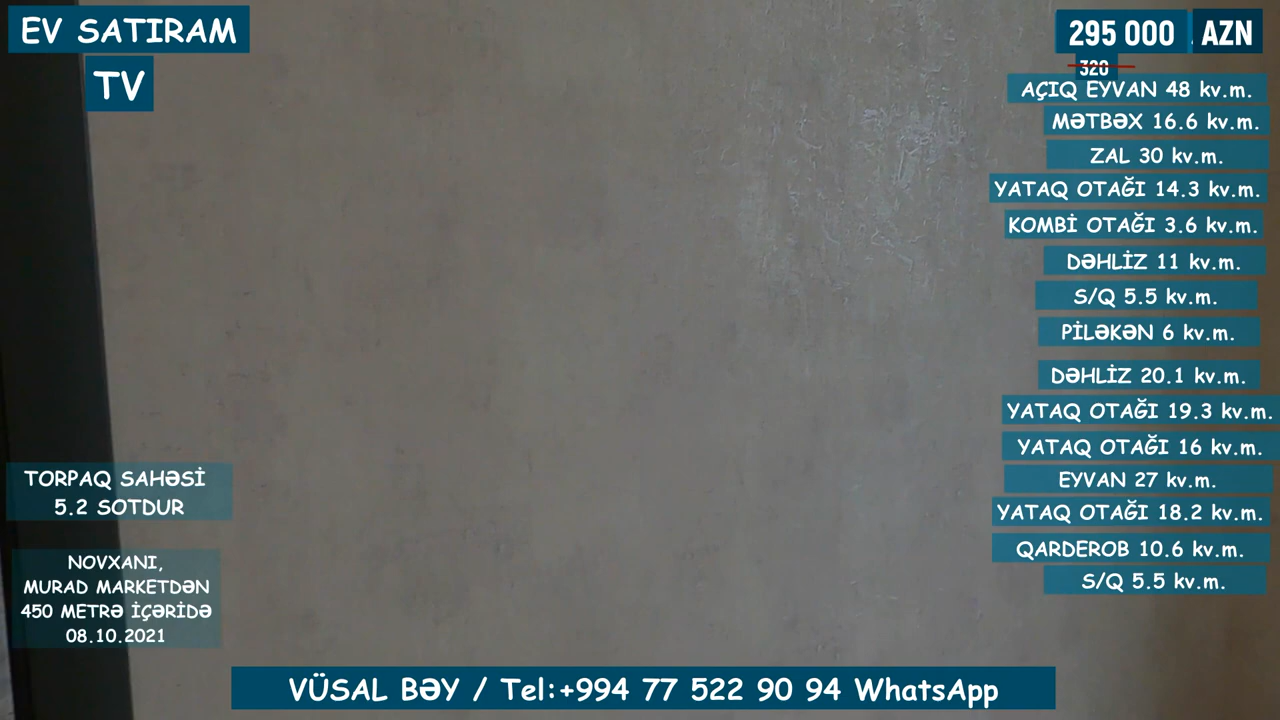 EV SATIRAM
TV
295 000 AZN
320
AÇIQ EYVAN 48 kv.m.
MƏTBƏX 16.6 kv.m.
ZAL 30 kv.m.
YATAQ OTAĞI 14.3 kv.m.
KOMBİ OTAĞI 3.6 kv.m.
DƏHLİZ 11 kv.m.
S/Q 5.5 kv.m.
PİLƏKƏN 6 kv.m.
DƏHLİZ 20.1 kv.m.
YATAQ OTAĞI 19.3 kv.m.
YATAQ OTAĞI 16 kv.m.
EYVAN 27 kv.m.
YATAQ OTAĞI 18.2 kv.m.
QARDEROB 10.6 kv.m.
S/Q 5.5 kv.m.
TORPAQ SAHƏSİ
5.2 SOTDUR
NOVXANI,
MURAD MARKETDƏN
450 METRƏ İÇƏRİDƏ
08.10.2021
VÜSAL BƏY / Tel:+994 77 522 90 94 WhatsApp